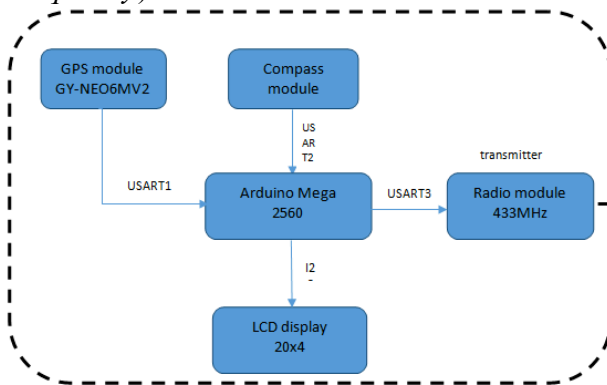 GPS module
GY-NEO6MV2
Compass
module
US
AR
T2
transmitter
USART1
Arduino Mega
2560
USART3
Radio module
433MHz
I2
-
LCD display
20x4